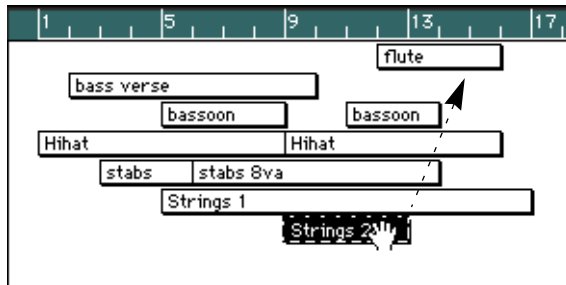 1 5 9 13 17
flute
bass verse
bassoon bassoon
Hihat Hihat
stabs stabs 8va
Strings 1
Strings 2